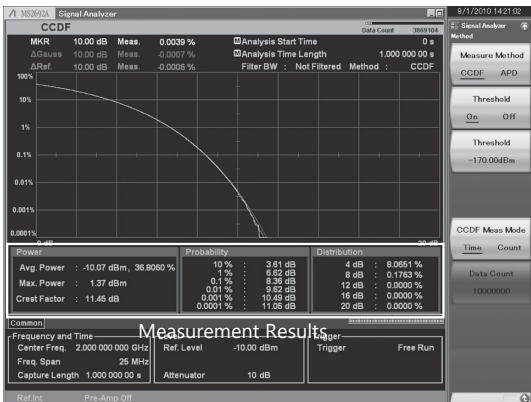 MS2692A Signal Analyzer
9/1/2010 14:21:02
CCDF
Data Count 3869104
MKR 10.00 dB Meas. 0.0039 %
ΔGauss 10.00 dB Meas. -0.0007 %
ΔRef. 10.00 dB Meas. -0.0006 %
Analysis Start Time 0 s
Analysis Time Length 1.000 000 00 s
Filter BW : Not Filtered Method : CCDF
100%
10%
1%
0.1%
0.01%
0.001%
0.0001%
0 dB
20 dB
Power
Avg. Power : -10.07 dBm, 36.8060 %
Max. Power : 1.37 dBm
Crest Factor : 11.45 dB
Probability
10 % : 3.61 dB
1 % : 6.62 dB
0.1 % : 8.36 dB
0.01 % : 9.62 dB
0.001 % : 10.49 dB
0.0001 % : 11.05 dB
Distribution
4 dB : 8.0651 %
8 dB : 0.1763 %
12 dB : 0.0000 %
16 dB : 0.0000 %
20 dB : 0.0000 %
Measurement Results
Common
Frequency and Time
Center Freq. 2.000 000 000 GHz
Freq. Span 25 MHz
Capture Length 1.000 000 00 s
Level
Ref. Level -10.00 dBm
Attenuator 10 dB
Trigger
Trigger Free Run
Ref.Int Pre-Amp Off
Signal Analyzer
Method
Measure Method
CCDF APD
Threshold
On Off
Threshold
-170.00dBm
CCDF Meas Mode
Time Count
Data Count
10000000